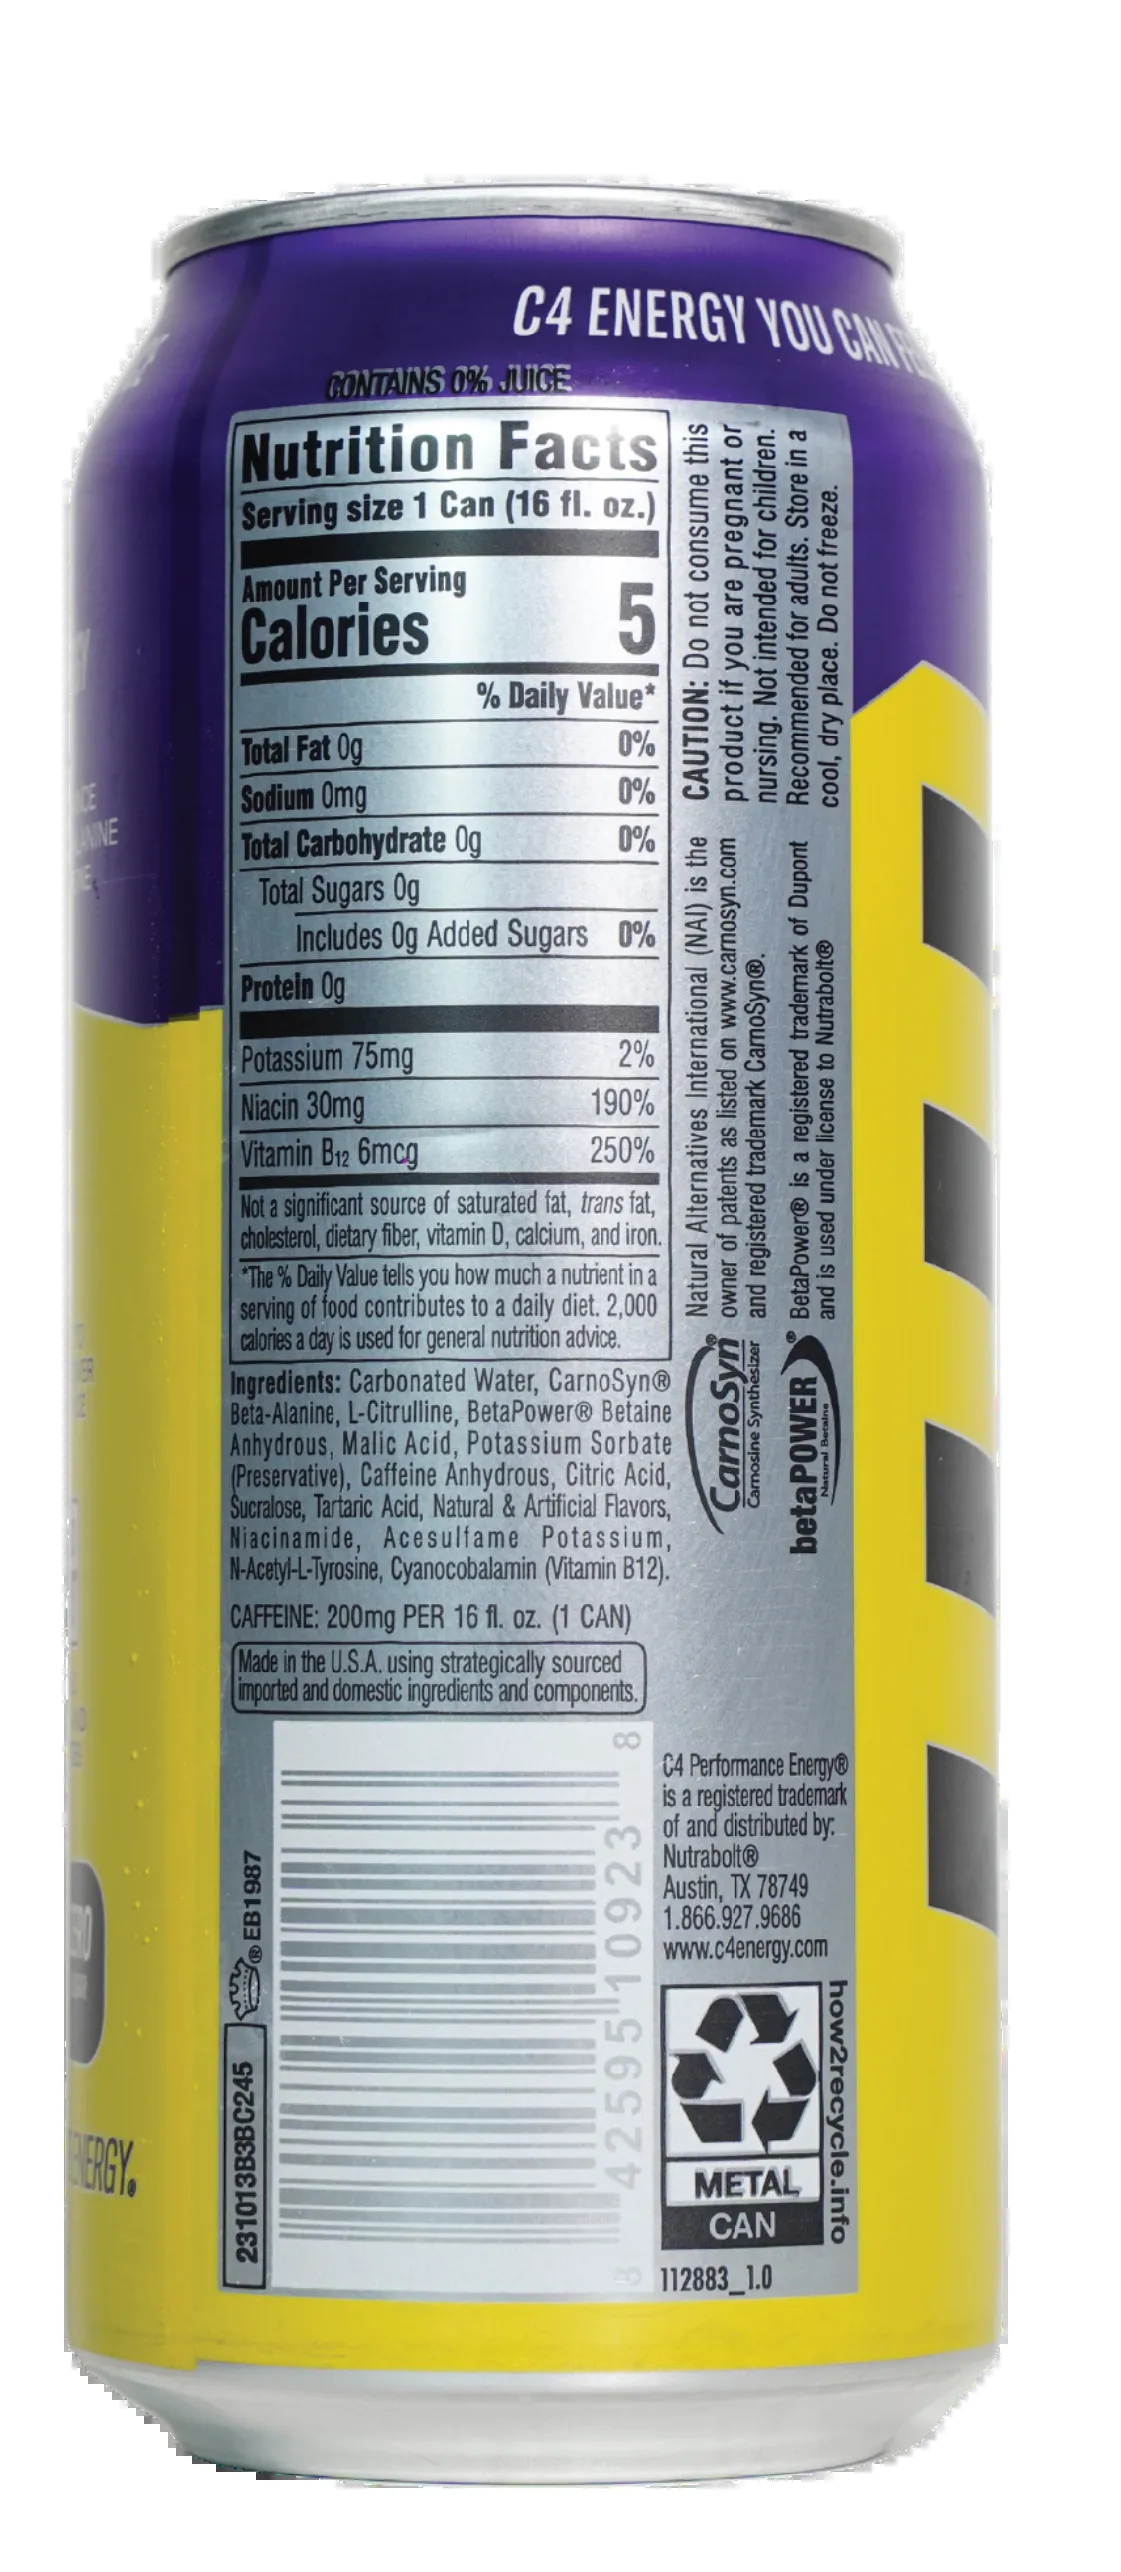 C4 ENERGY YOU CAN
CONTAINS 0% JUICE
Nutrition Facts
Serving size 1 Can (16 fl. oz.)
Amount Per Serving
Calories 5
% Daily Value*
Total Fat 0g 0%
Sodium 0mg 0%
Total Carbohydrate 0g 0%
Total Sugars 0g
Includes 0g Added Sugars 0%
Protein 0g
Potassium 75mg 2%
Niacin 30mg 190%
Vitamin B12 6mcg 250%
Not a significant source of saturated fat, trans fat,
cholesterol, dietary fiber, vitamin D, calcium, and iron.
*The % Daily Value tells you how much a nutrient in a
serving of food contributes to a daily diet. 2,000
calories a day is used for general nutrition advice.
Ingredients: Carbonated Water, CarnoSyn®
Beta-Alanine, L-Citrulline, BetaPower® Betaine
Anhydrous, Malic Acid, Potassium Sorbate
(Preservative), Caffeine Anhydrous, Citric Acid,
Sucralose, Tartaric Acid, Natural & Artificial Flavors,
Niacinamide, Acesulfame Potassium,
N-Acetyl-L-Tyrosine, Cyanocobalamin (Vitamin B12).
CAFFEINE: 200mg PER 16 fl. oz. (1 CAN)
Made in the U.S.A. using strategically sourced
imported and domestic ingredients and components.
CAUTION: Do not consume this
product if you are pregnant or
nursing. Not intended for children.
Recommended for adults. Store in a
cool, dry place. Do not freeze.
Natural Alternatives International (NAI) is the
owner of patents as listed on www.carnosyn.com
and registered trademark CarnoSyn®.
BetaPower® is a registered trademark of Dupont
and is used under license to Nutrabolt®
CarnoSyn®
Carnosine Synthesizer
betaPOWER®
Natural Betaine
C4 Performance Energy®
is a registered trademark
of and distributed by:
Nutrabolt®
Austin, TX 78749
1.866.927.9686
www.c4energy.com
how2recycle.info
METAL
CAN
112883_1.0
8 42595 10923 8
® EB1987
231013B3BC245
ENERGY®